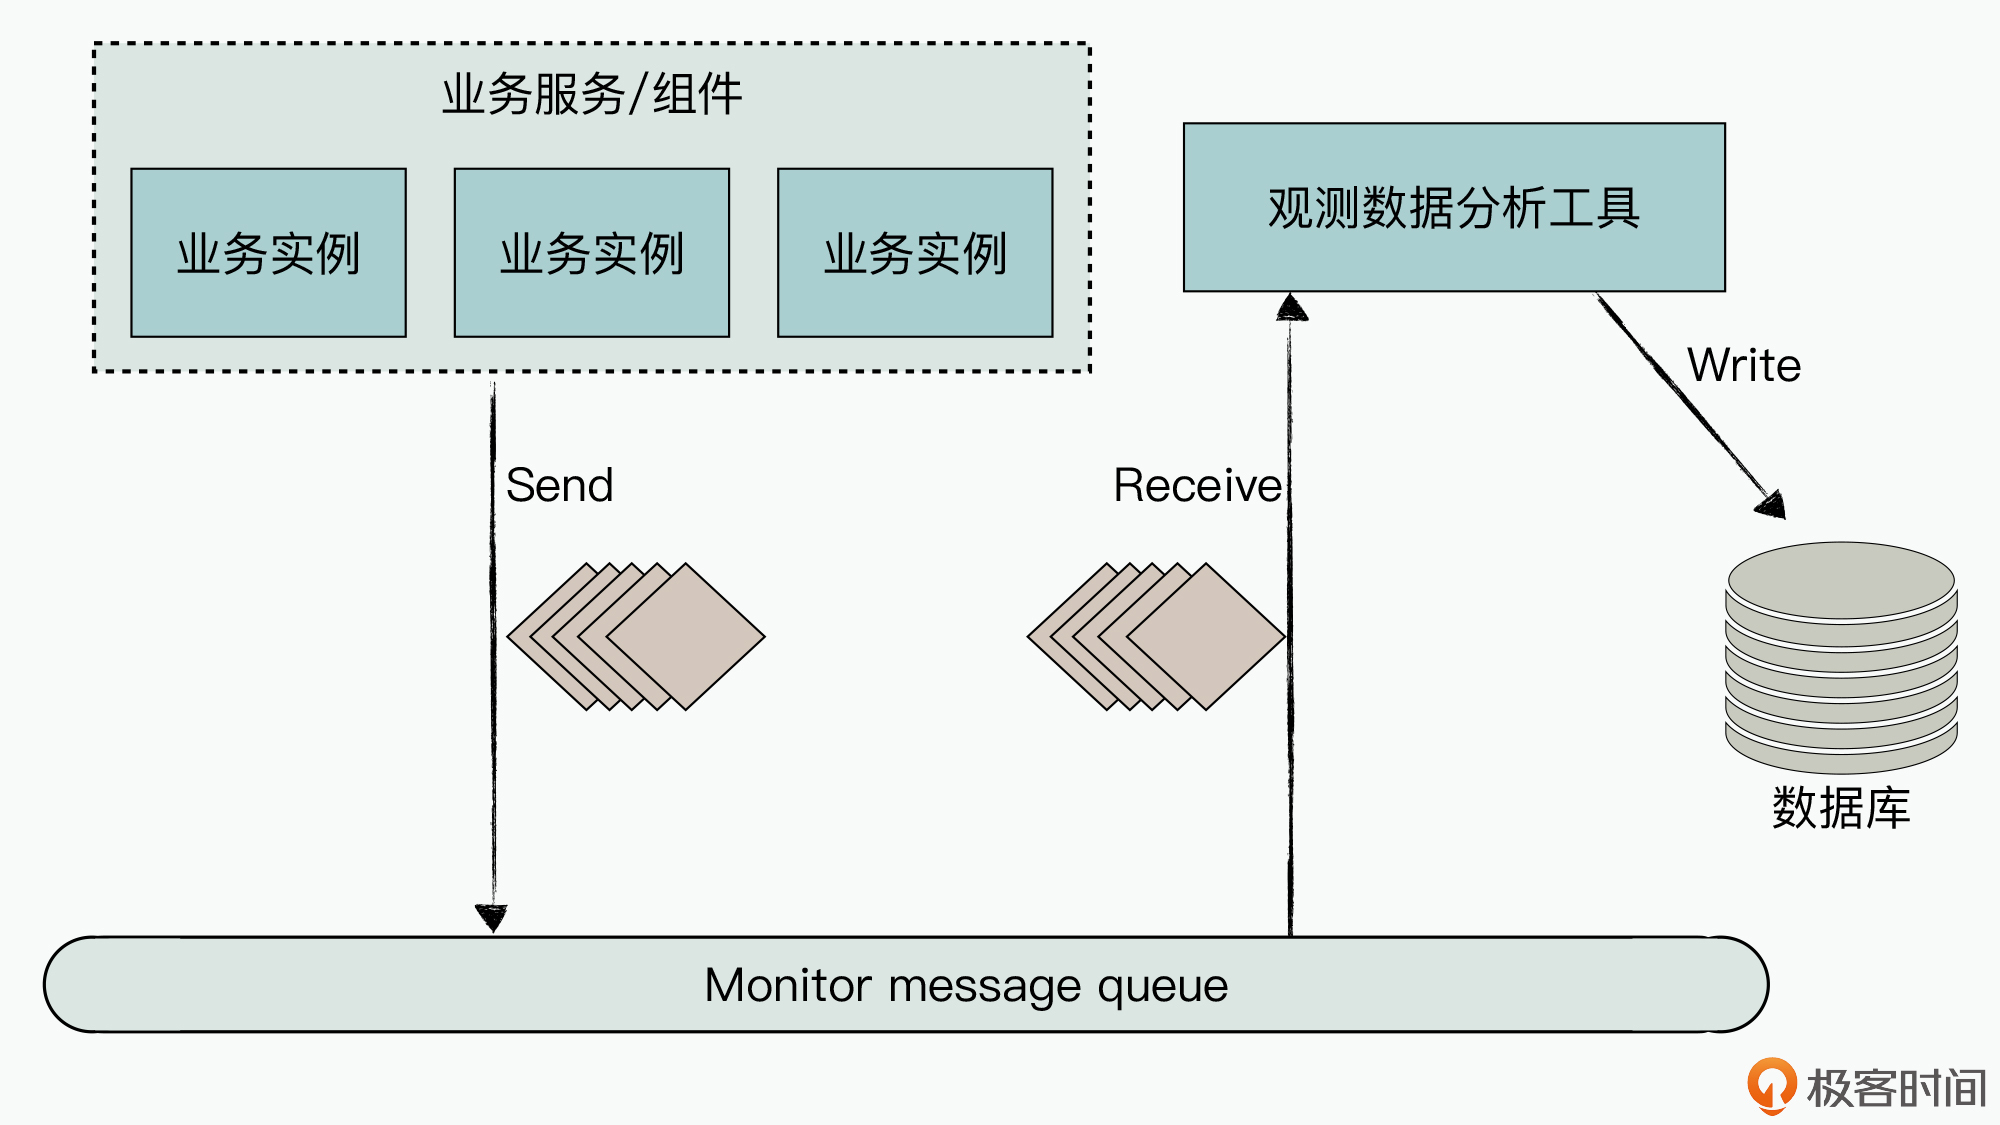 业务服务/组件
业务实例
业务实例
业务实例
观测数据分析工具
Write
Send
Receive
数据库
Monitor message queue
极客时间